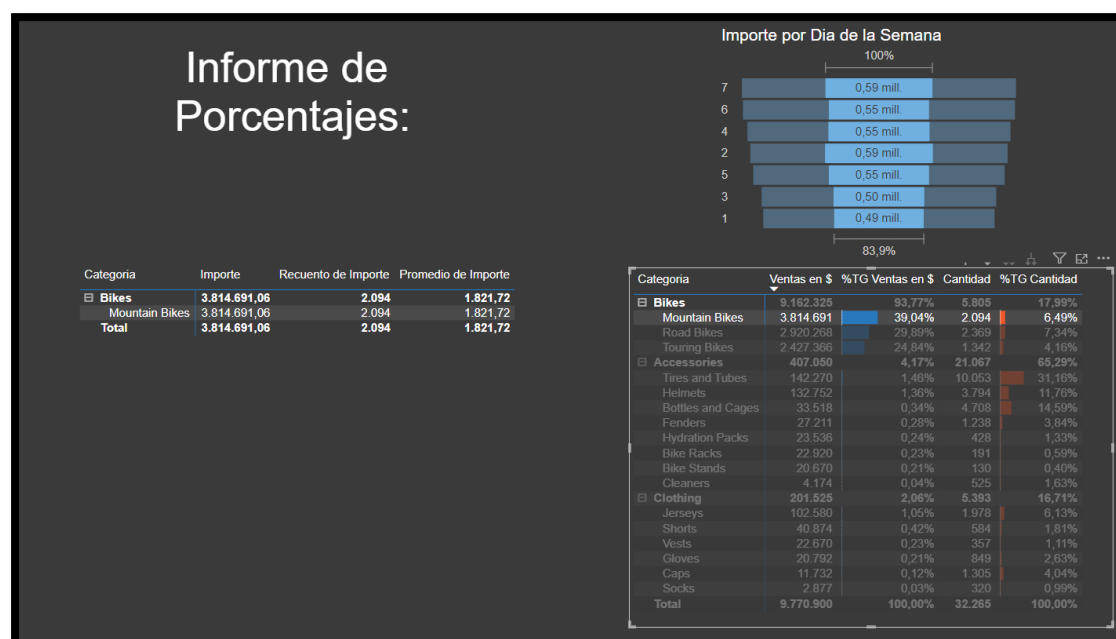 Informe de
Porcentajes:
Importe por Dia de la Semana
100%
7 0,59 mill.
6 0,55 mill.
4 0,55 mill.
2 0,59 mill.
5 0,55 mill.
3 0,50 mill.
1 0,49 mill.
83,9%
Categoria Importe Recuento de Importe Promedio de Importe
Bikes 3.814.691,06 2.094 1.821,72
Mountain Bikes 3.814.691,06 2.094 1.821,72
Total 3.814.691,06 2.094 1.821,72
Categoria Ventas en $ %TG Ventas en $ Cantidad %TG Cantidad
Bikes 9.162.325 93,77% 5.805 17,99%
Mountain Bikes 3.814.691 39,04% 2.094 6,49%
Road Bikes 2.920.268 29,89% 2.369 7,34%
Touring Bikes 2.427.366 24,84% 1.342 4,16%
Accessories 407.050 4,17% 21.067 65,29%
Tires and Tubes 142.270 1,46% 10.053 31,16%
Helmets 132.752 1,36% 3.794 11,76%
Bottles and Cages 33.518 0,34% 4.708 14,59%
Fenders 27.211 0,28% 1.238 3,84%
Hydration Packs 23.536 0,24% 428 1,33%
Bike Racks 22.920 0,23% 191 0,59%
Bike Stands 20.670 0,21% 130 0,40%
Cleaners 4.174 0,04% 525 1,63%
Clothing 201.525 2,06% 5.393 16,71%
Jerseys 102.580 1,05% 1.978 6,13%
Shorts 40.874 0,42% 584 1,81%
Vests 22.670 0,23% 357 1,11%
Gloves 20.792 0,21% 849 2,63%
Caps 11.732 0,12% 1.305 4,04%
Socks 2.877 0,03% 320 0,99%
Total 9.770.900 100,00% 32.265 100,00%